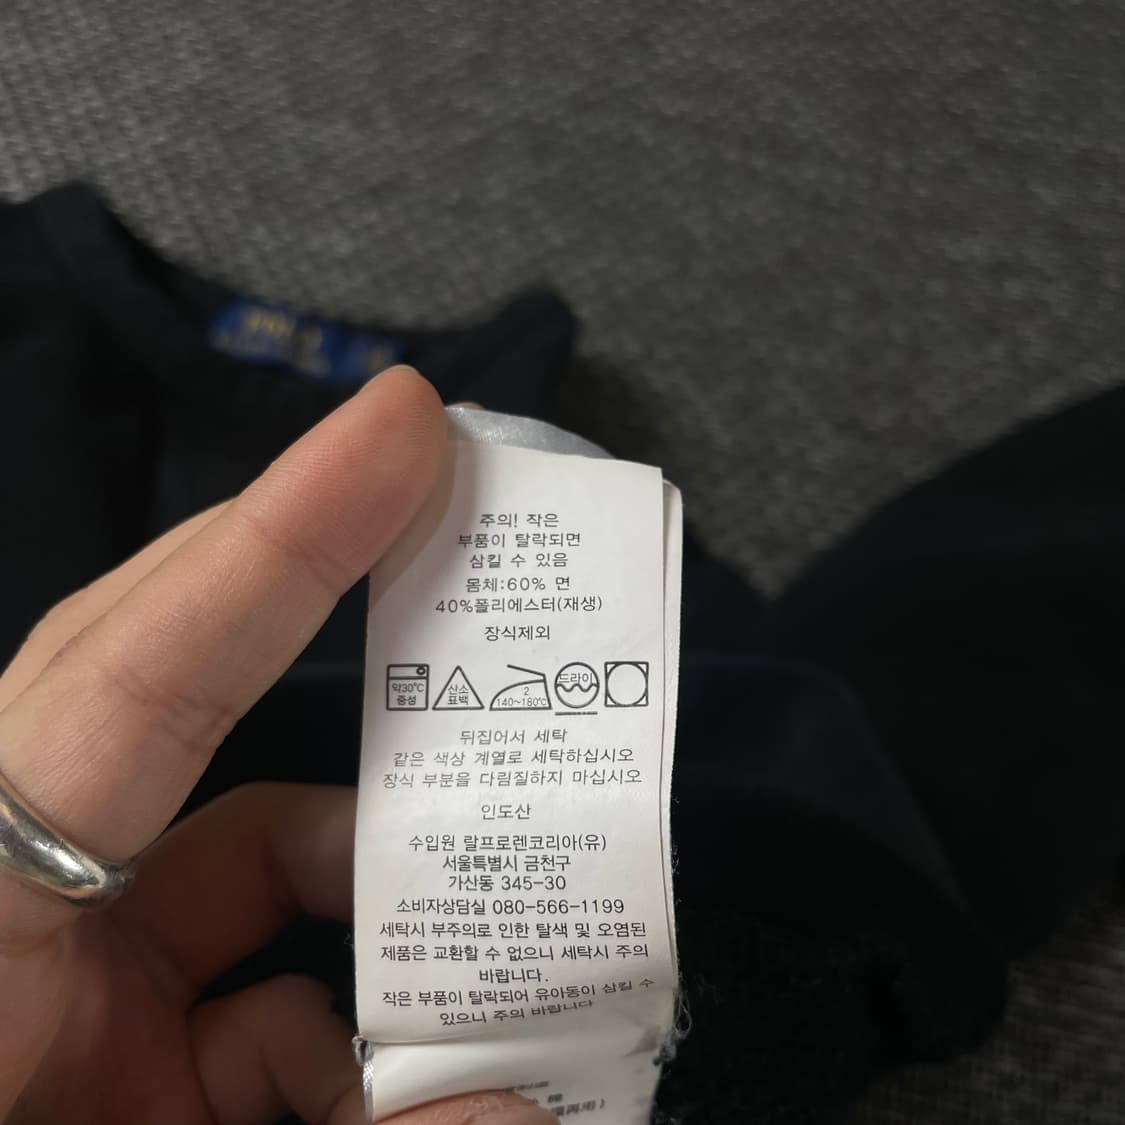 POLO
주의! 작은
부품이 탈락되면
삼킬 수 있음
몸체:60% 면
40%폴리에스터(재생)
장식제외
약30℃
중성
산소
표백
2
140~180℃
드라이
뒤집어서 세탁
같은 색상 계열로 세탁하십시오
장식 부분을 다림질하지 마십시오
인도산
수입원 랄프로렌코리아(유)
서울특별시 금천구
가산동 345-30
소비자상담실 080-566-1199
세탁시 부주의로 인한 탈색 및 오염된
제품은 교환할 수 없으니 세탁시 주의
바랍니다.
작은 부품이 탈락되어 유아동이 삼킬 수
있으니 주의 바랍니다
% 棉
再用)